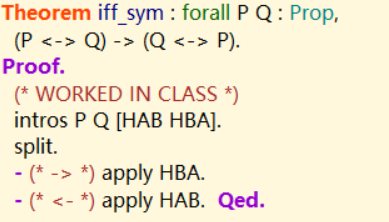 Theorem iff_sym : forall P Q : Prop,
  (P <-> Q) -> (Q <-> P).
Proof.
  (* WORKED IN CLASS *)
  intros P Q [HAB HBA].
  split.
  - (* -> *) apply HBA.
  - (* <- *) apply HAB.  Qed.